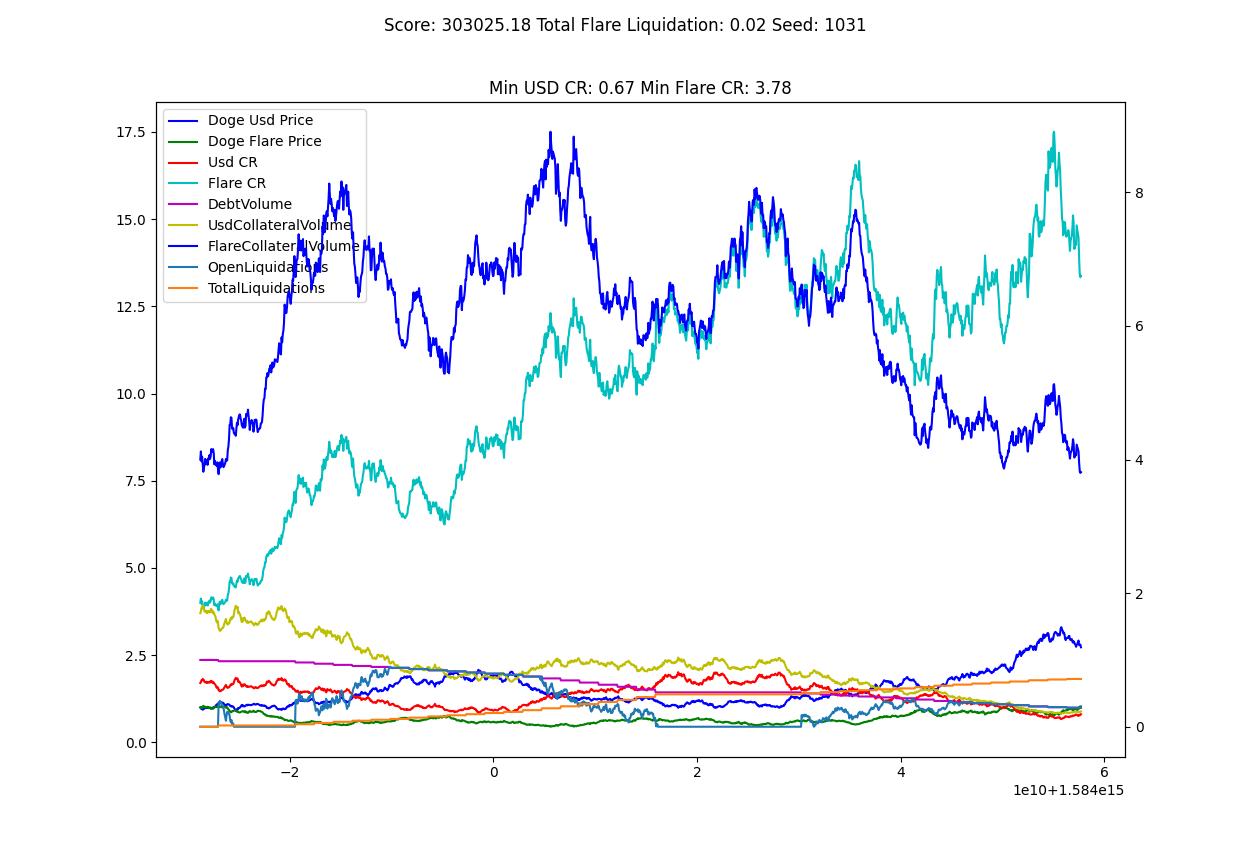 Score: 303025.18 Total Flare Liquidation: 0.02 Seed: 1031
Min USD CR: 0.67 Min Flare CR: 3.78
Doge Usd Price
Doge Flare Price
Usd CR
Flare CR
DebtVolume
UsdCollateralVolume
FlareCollateralVolume
OpenLiquidations
TotalLiquidations
17.5
15.0
12.5
10.0
7.5
5.0
2.5
0.0
8
6
4
2
0
−2
0
2
4
6
1e10+1.584e15